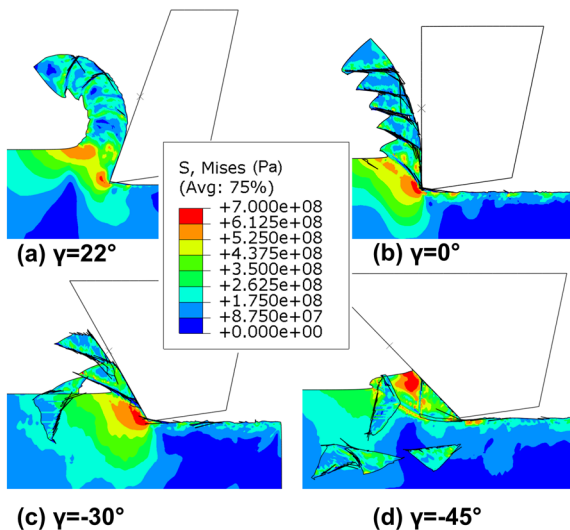 S, Mises (Pa)
(Avg: 75%)
+7.000e+08
+6.125e+08
+5.250e+08
+4.375e+08
+3.500e+08
+2.625e+08
+1.750e+08
+8.750e+07
+0.000e+00
(a) γ=22°
(b) γ=0°
(c) γ=-30°
(d) γ=-45°